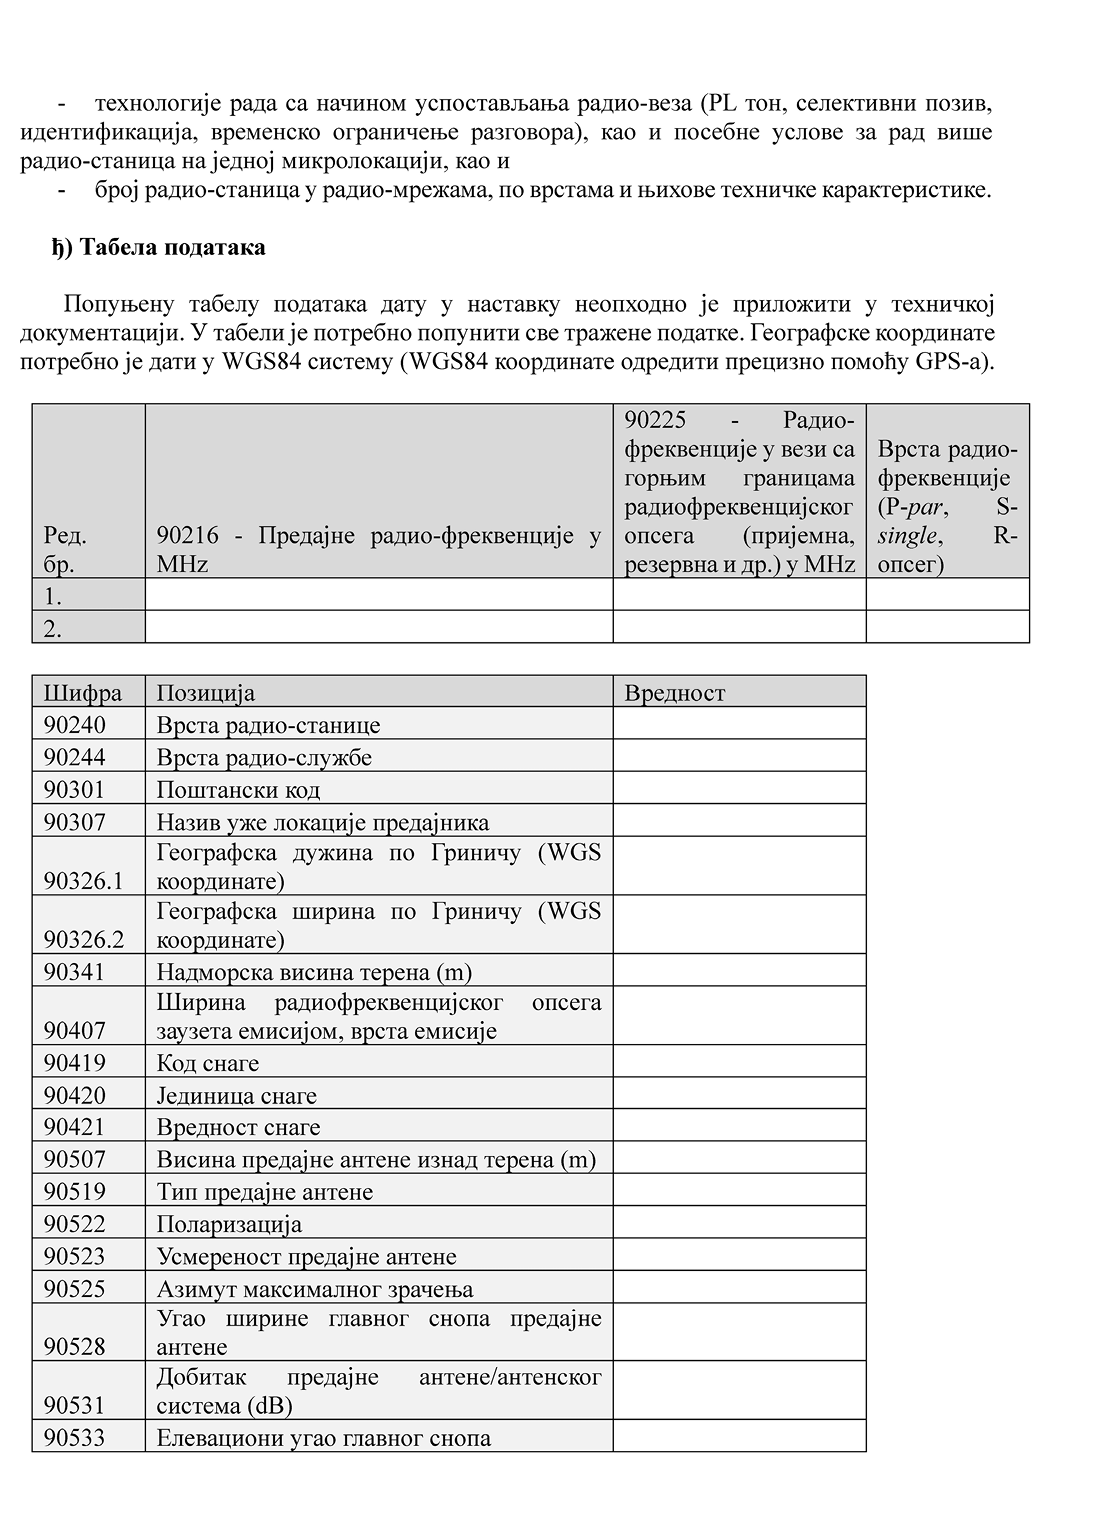 - технологије рада са начином успостављања радио-веза (PL тон, селективни позив,
идентификација, временско ограничење разговора), као и посебне услове за рад више
радио-станица на једној микролокацији, као и
- број радио-станица у радио-мрежама, по врстама и њихове техничке карактеристике.
ђ) Табела података
Попуњену табелу података дату у наставку неопходно је приложити у техничкој
документацији. У табели је потребно попунити све тражене податке. Географске координате
потребно је дати у WGS84 систему (WGS84 координате одредити прецизно помоћу GPS-а).
Ред.
бр.
90216 - Предајне радио-фреквенције у
MHz
90225 - Радио-
фреквенције у вези са
горњим границама
радиофреквенцијског
опсега (пријемна,
резервна и др.) у MHz
Врста радио-
фреквенције
(P-par, S-
single, R-
опсег)
1.
2.
Шифра Позиција Вредност
90240 Врста радио-станице
90244 Врста радио-службе
90301 Поштански код
90307 Назив уже локације предајника
Географска дужина по Гриничу (WGS
90326.1 координате)
Географска ширина по Гриничу (WGS
90326.2 координате)
90341 Надморска висина терена (m)
Ширина радиофреквенцијског опсега
90407 заузета емисијом, врста емисије
90419 Код снаге
90420 Јединица снаге
90421 Вредност снаге
90507 Висина предајне антене изнад терена (m)
90519 Тип предајне антене
90522 Поларизација
90523 Усмереност предајне антене
90525 Азимут максималног зрачења
Угао ширине главног снопа предајне
90528 антене
Добитак предајне антене/антенског
90531 система (dB)
90533 Елевациони угао главног снопа